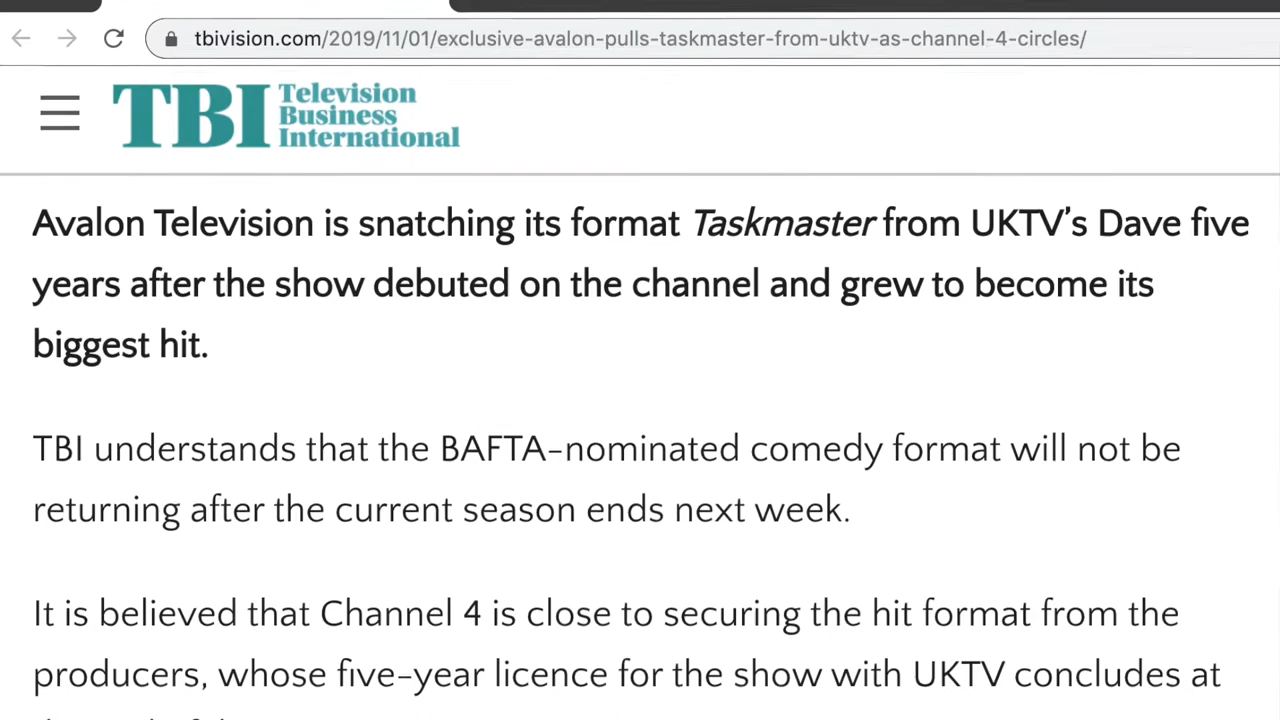 tbivision.com/2019/11/01/exclusive-avalon-pulls-taskmaster-from-uktv-as-channel-4-circles/
TBI
Television
Business
International
Avalon Television is snatching its format Taskmaster from UKTV's Dave five
years after the show debuted on the channel and grew to become its
biggest hit.
TBI understands that the BAFTA-nominated comedy format will not be
returning after the current season ends next week.
It is believed that Channel 4 is close to securing the hit format from the
producers, whose five-year licence for the show with UKTV concludes at